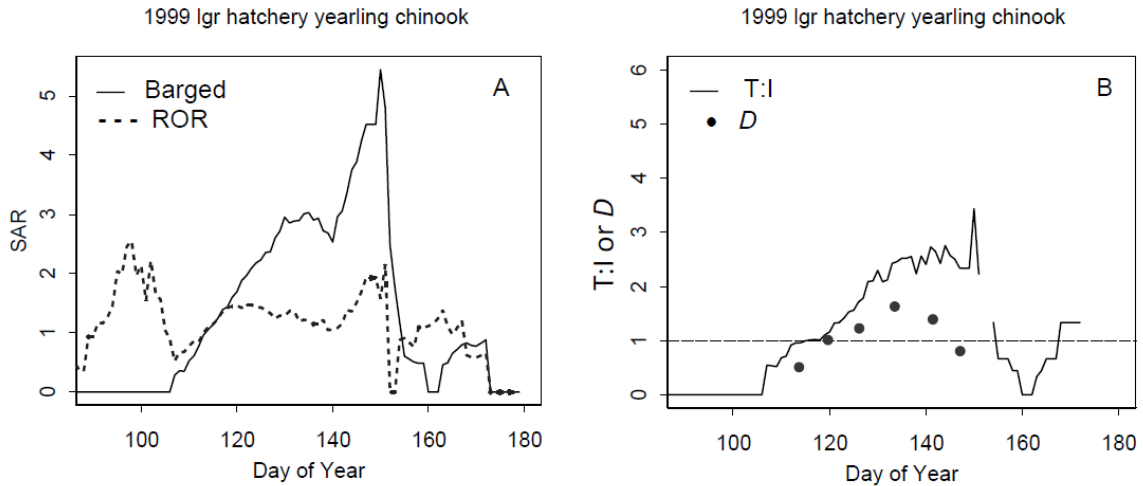 1999 lgr hatchery yearling chinook
A
Barged
ROR
SAR
5
4
3
2
1
0
100
120
140
160
180
Day of Year
1999 lgr hatchery yearling chinook
B
T:I
D
T:I or D
6
5
4
3
2
1
0
100
120
140
160
180
Day of Year